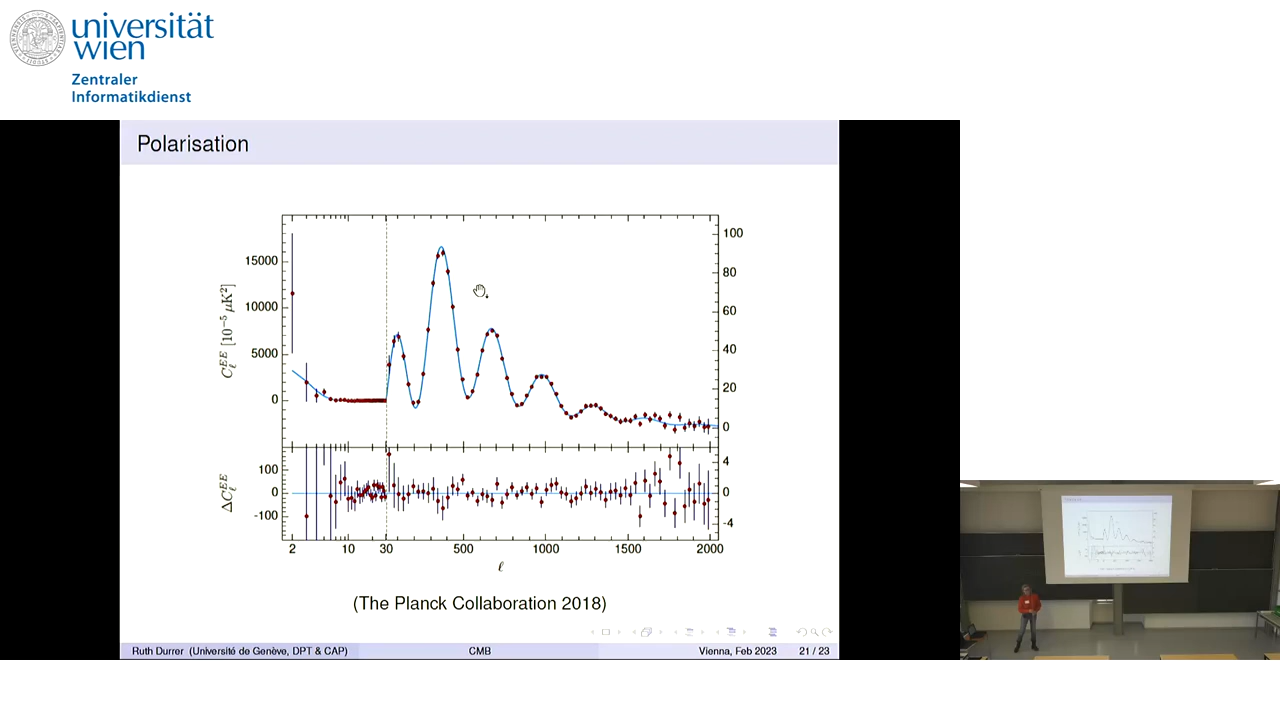 universität
wien
Zentraler
Informatikdienst
Polarisation
15000
10000
5000
0
C_ℓ^{EE} [10^{-5} μK^2]
100
80
60
40
20
0
100
0
-100
ΔC_ℓ^{EE}
4
0
-4
2 10 30 500 1000 1500 2000
ℓ
(The Planck Collaboration 2018)
Ruth Durrer (Université de Genève, DPT & CAP) CMB Vienna, Feb 2023 21 / 23